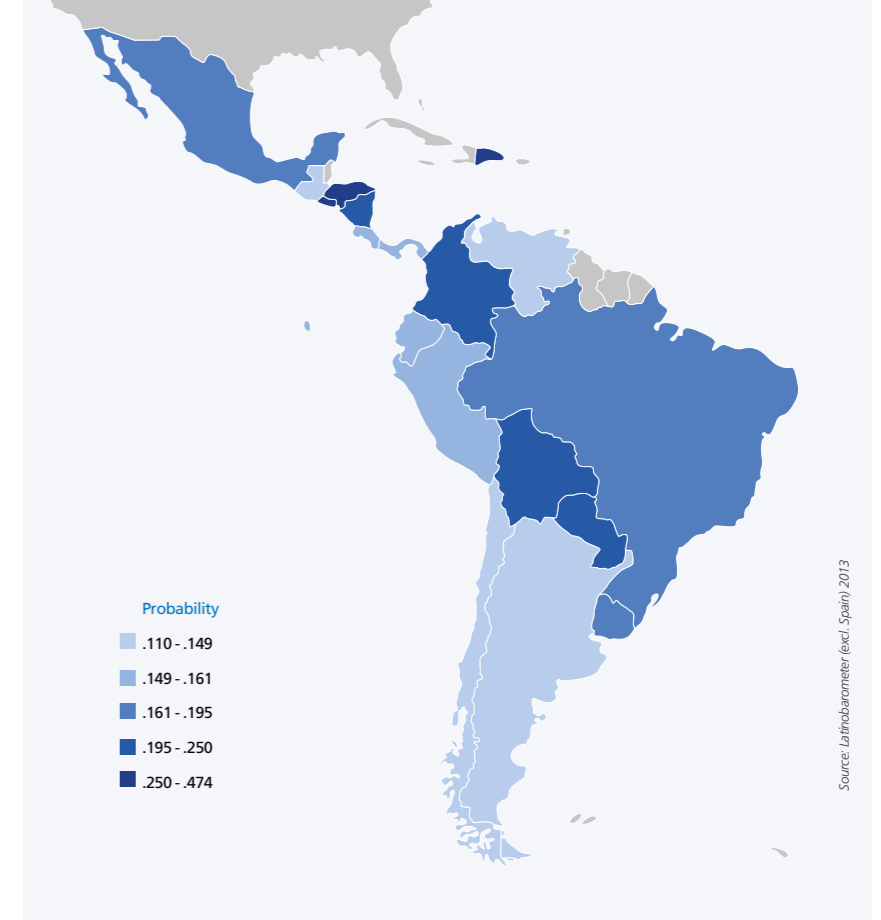 Probability
.110 - .149
.149 - .161
.161 - .195
.195 - .250
.250 - .474
Source: Latinobarometer (excl. Spain) 2013